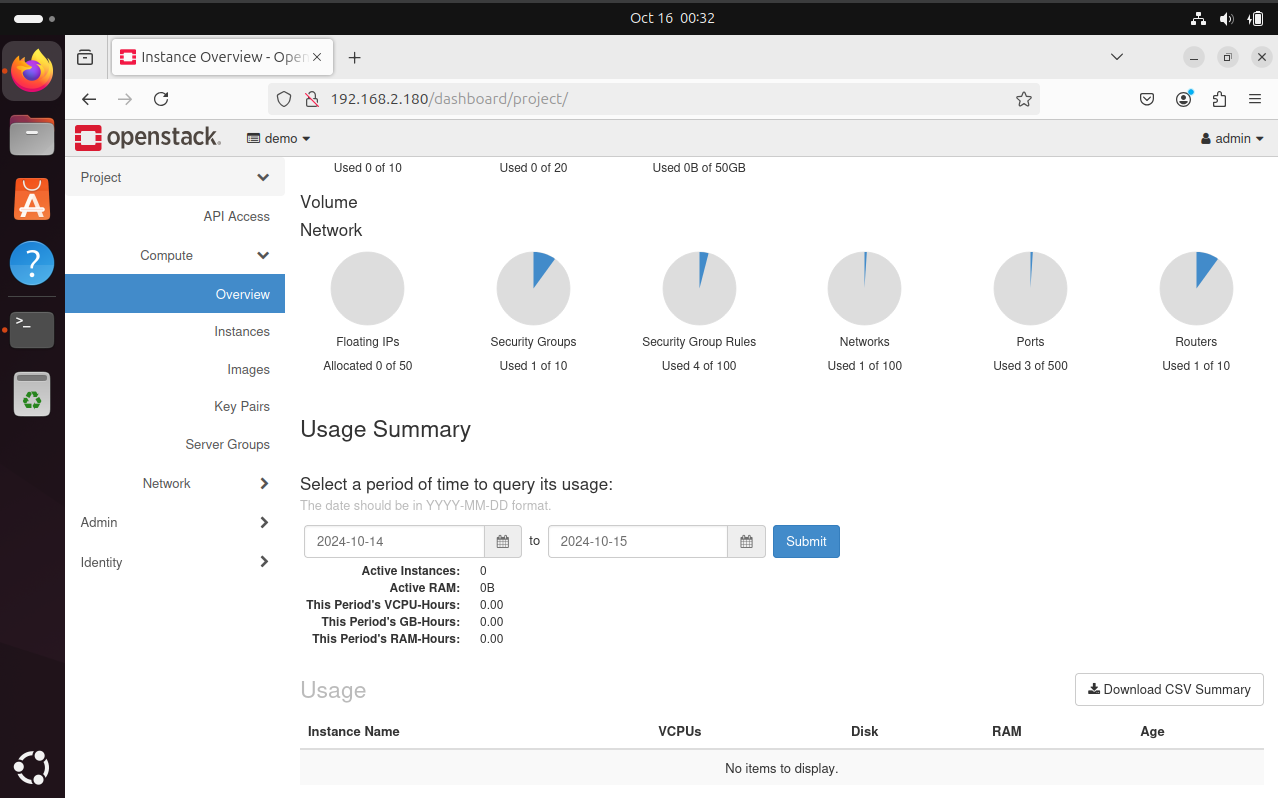 Oct 16 00:32
Instance Overview - Open
192.168.2.180/dashboard/project/
openstack.
demo
admin
Project
API Access
Compute
Overview
Instances
Images
Key Pairs
Server Groups
Network
Admin
Identity
Used 0 of 10
Used 0 of 20
Used 0B of 50GB
Volume
Network
Floating IPs
Security Groups
Security Group Rules
Networks
Ports
Routers
Allocated 0 of 50
Used 1 of 10
Used 4 of 100
Used 1 of 100
Used 3 of 500
Used 1 of 10
Usage Summary
Select a period of time to query its usage:
The date should be in YYYY-MM-DD format.
2024-10-14
to
2024-10-15
Submit
Active Instances: 0
Active RAM: 0B
This Period's VCPU-Hours: 0.00
This Period's GB-Hours: 0.00
This Period's RAM-Hours: 0.00
Usage
Download CSV Summary
Instance Name VCPUs Disk RAM Age
No items to display.